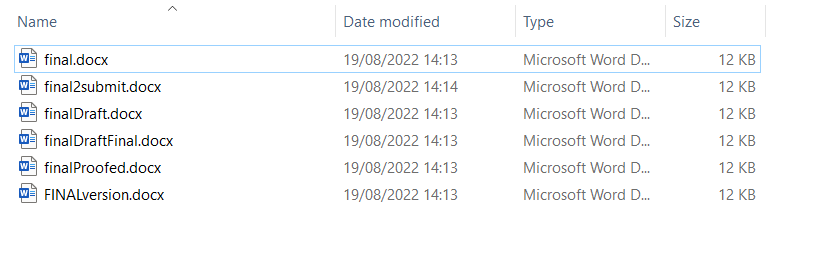 Name Date modified Type Size
final.docx 19/08/2022 14:13 Microsoft Word D... 12 KB
final2submit.docx 19/08/2022 14:14 Microsoft Word D... 12 KB
finalDraft.docx 19/08/2022 14:13 Microsoft Word D... 12 KB
finalDraftFinal.docx 19/08/2022 14:13 Microsoft Word D... 12 KB
finalProofed.docx 19/08/2022 14:13 Microsoft Word D... 12 KB
FINALversion.docx 19/08/2022 14:13 Microsoft Word D... 12 KB